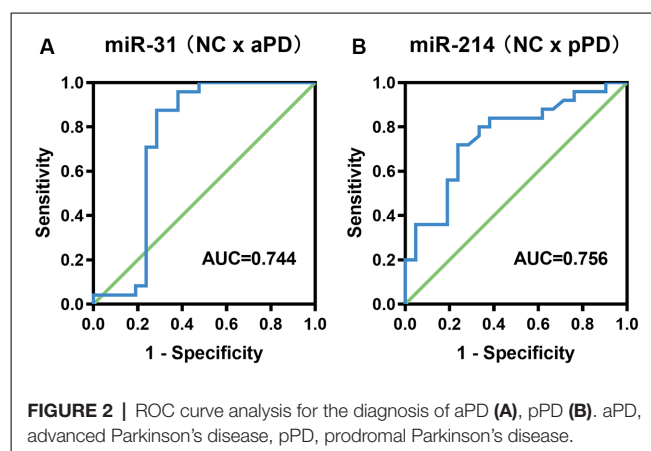 A miR-31（NC x aPD）
1.0
0.8
0.6
0.4
0.2
0.0
Sensitivity
AUC=0.744
0.0 0.2 0.4 0.6 0.8 1.0
1 - Specificity
B miR-214（NC x pPD）
1.0
0.8
0.6
0.4
0.2
0.0
Sensitivity
AUC=0.756
0.0 0.2 0.4 0.6 0.8 1.0
1 - Specificity
FIGURE 2 | ROC curve analysis for the diagnosis of aPD (A), pPD (B). aPD,
advanced Parkinson’s disease, pPD, prodromal Parkinson’s disease.